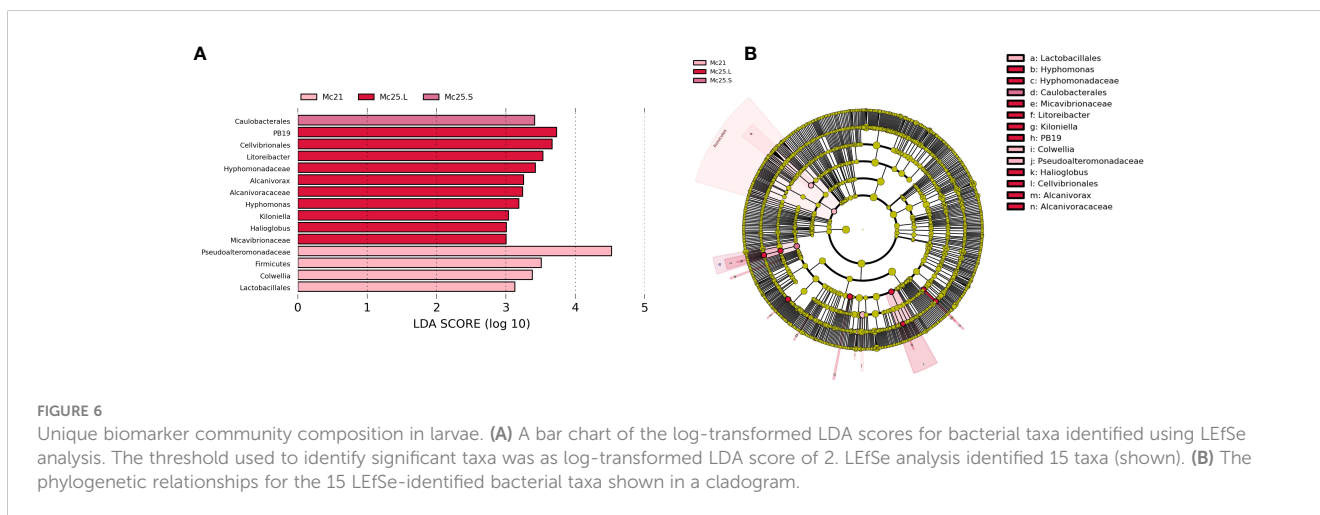 A
Mc21 Mc25.L Mc25.S
Caulobacterales
PB19
Cellvibrionales
Litoreibacter
Hyphomonadaceae
Alcanivorax
Alcanivoracaceae
Hyphomonas
Kiloniella
Halioglobus
Micavibrionaceae
Pseudoalteromonadaceae
Firmicutes
Colwellia
Lactobacillales
0 1 2 3 4 5
LDA SCORE (log 10)
B
Mc21
Mc25.L
Mc25.S
a: Lactobacillales
b: Hyphomonas
c: Hyphomonadaceae
d: Caulobacterales
e: Micavibrionaceae
f: Litoreibacter
g: Kiloniella
h: PB19
i: Colwellia
j: Pseudoalteromonadaceae
k: Halioglobus
l: Cellvibrionales
m: Alcanivorax
n: Alcanivoracaceae
FIGURE 6
Unique biomarker community composition in larvae. (A) A bar chart of the log-transformed LDA scores for bacterial taxa identified using LEfSe
analysis. The threshold used to identify significant taxa was as log-transformed LDA score of 2. LEfSe analysis identified 15 taxa (shown). (B) The
phylogenetic relationships for the 15 LEfSe-identified bacterial taxa shown in a cladogram.